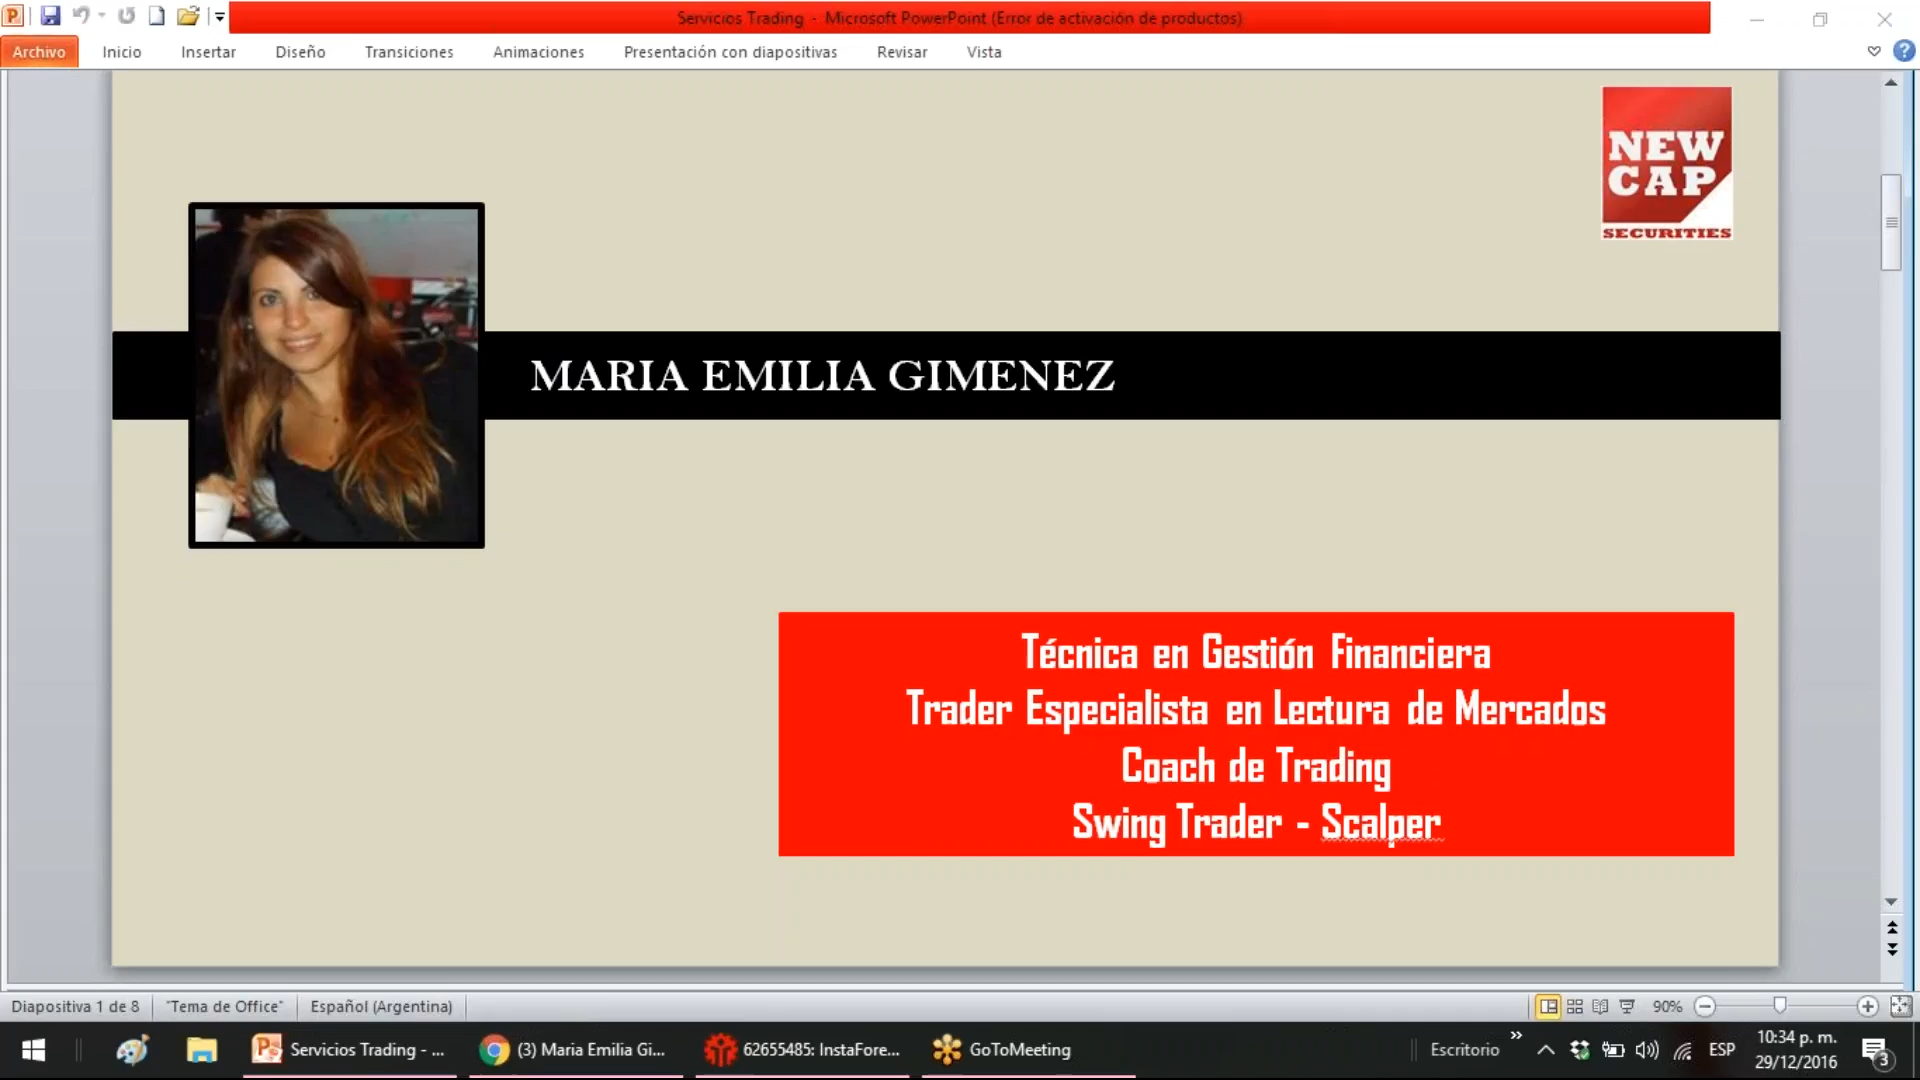 Servicios Trading - Microsoft PowerPoint (Error de activación de productos)
Archivo Inicio Insertar Diseño Transiciones Animaciones Presentación con diapositivas Revisar Vista
NEW
CAP
SECURITIES
MARIA EMILIA GIMENEZ
Técnica en Gestión Financiera
Trader Especialista en Lectura de Mercados
Coach de Trading
Swing Trader - Scalper
Diapositiva 1 de 8 "Tema de Office" Español (Argentina) 90%
Servicios Trading - ... (3) Maria Emilia Gi... 62655485: InstaFore... GoToMeeting Escritorio ESP 10:34 p. m.
29/12/2016 3